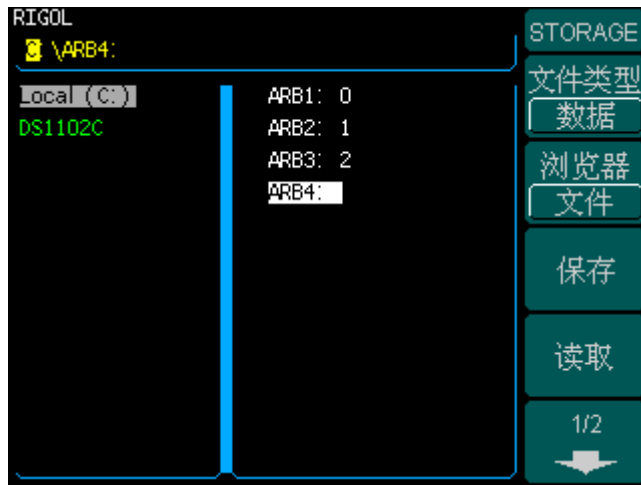 RIGOL
C \ARB4:
Local (C:)
DS1102C
ARB1: 0
ARB2: 1
ARB3: 2
ARB4:
STORAGE
文件类型
数据
浏览器
文件
保存
读取
1/2